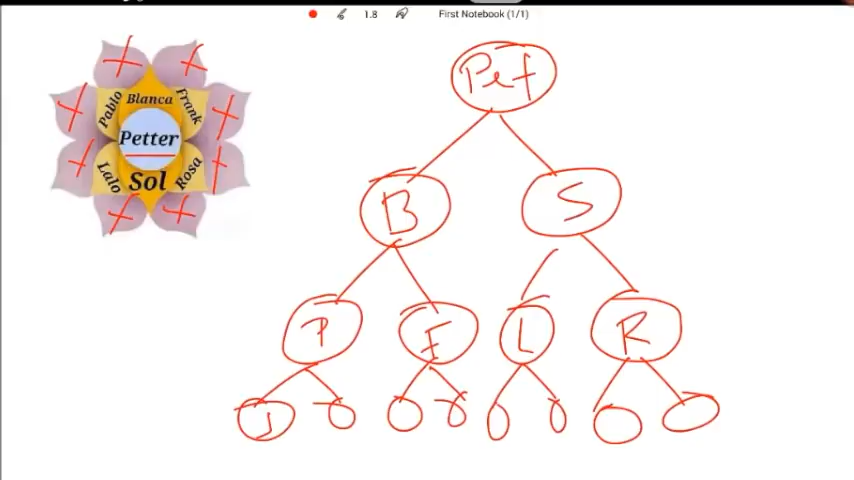 1.8
First Notebook (1/1)
Pet
Pablo
Blanca
Frank
Petter
Lalo
Sol
Rosa
B
S
P
F
L
R
J